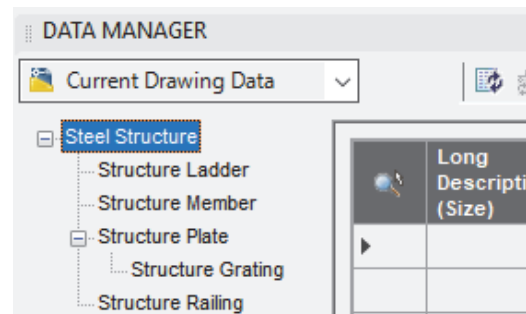 DATA MANAGER
Current Drawing Data
Steel Structure
Structure Ladder
Structure Member
Structure Plate
Structure Grating
Structure Railing
Long
Descripti
(Size)